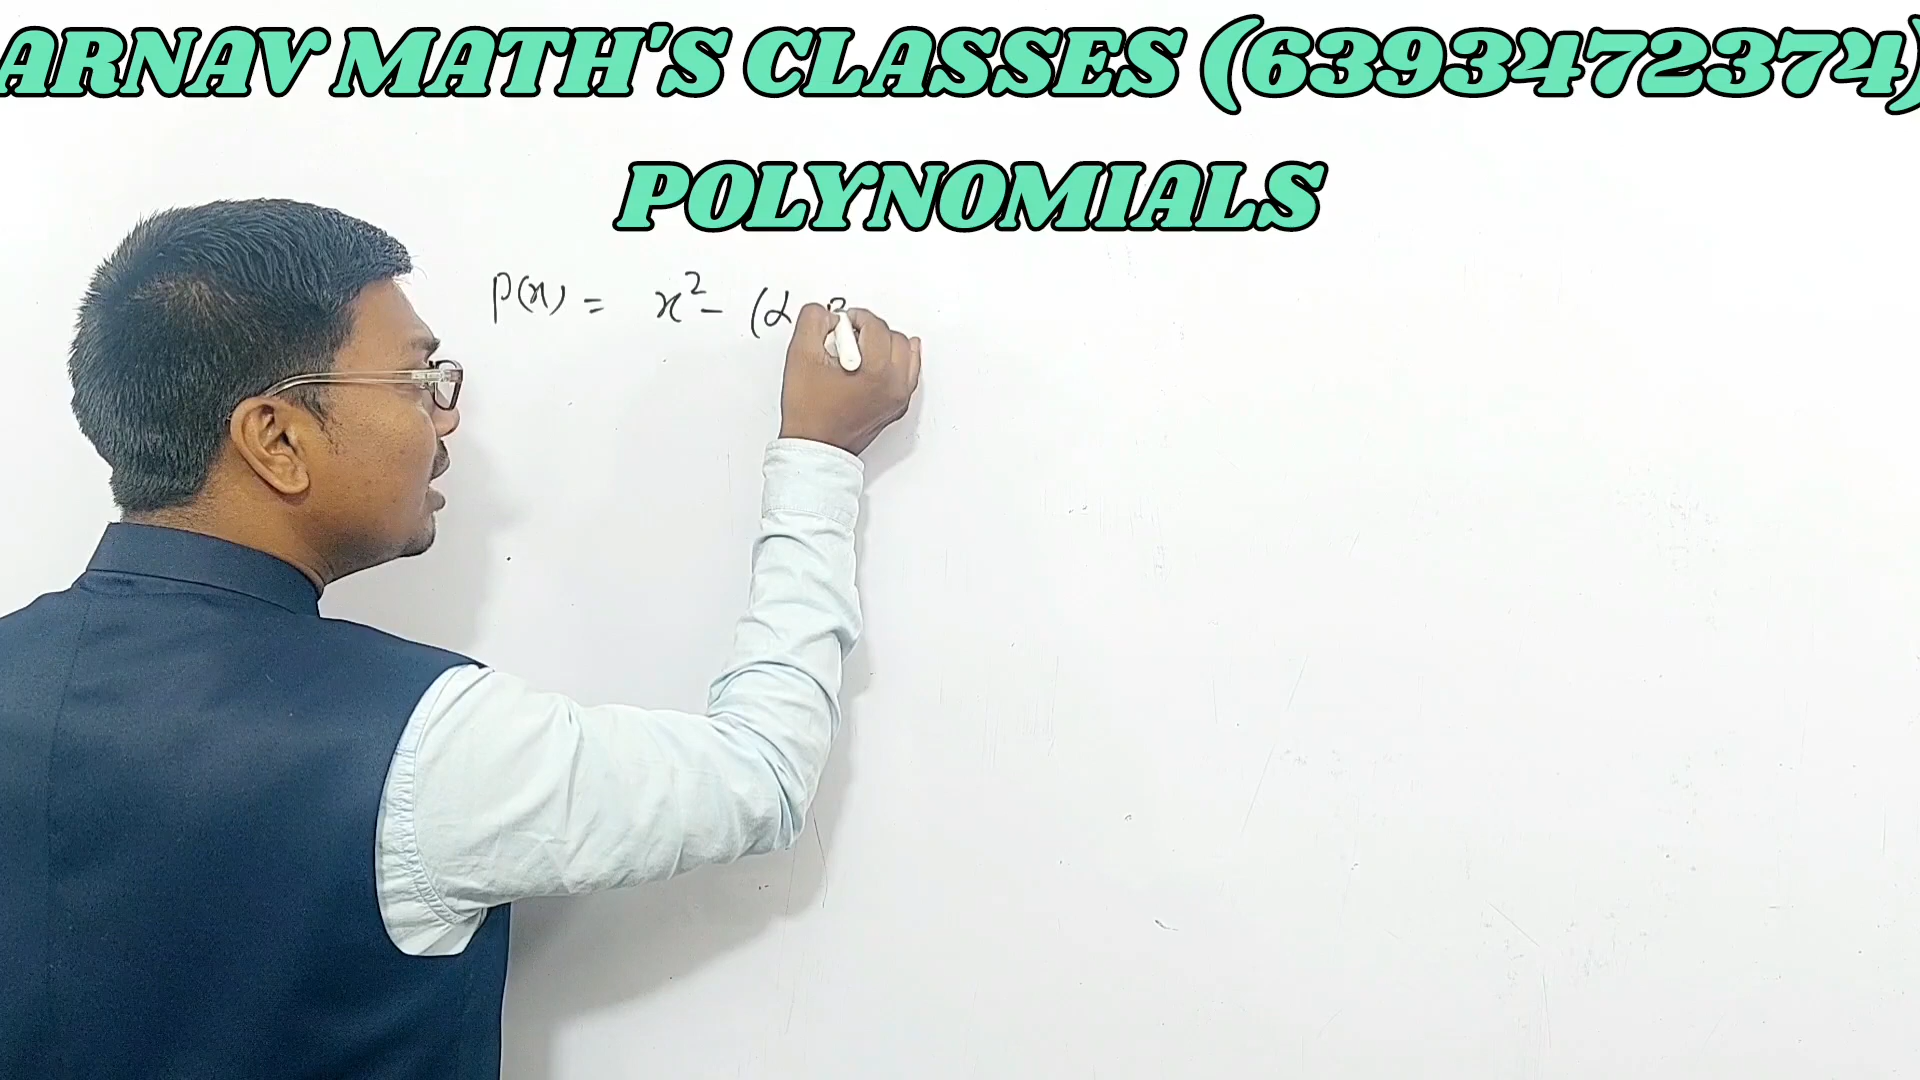 ARNAV MATH'S CLASSES (6393472374)
POLYNOMIALS
P(x) = x² - (α